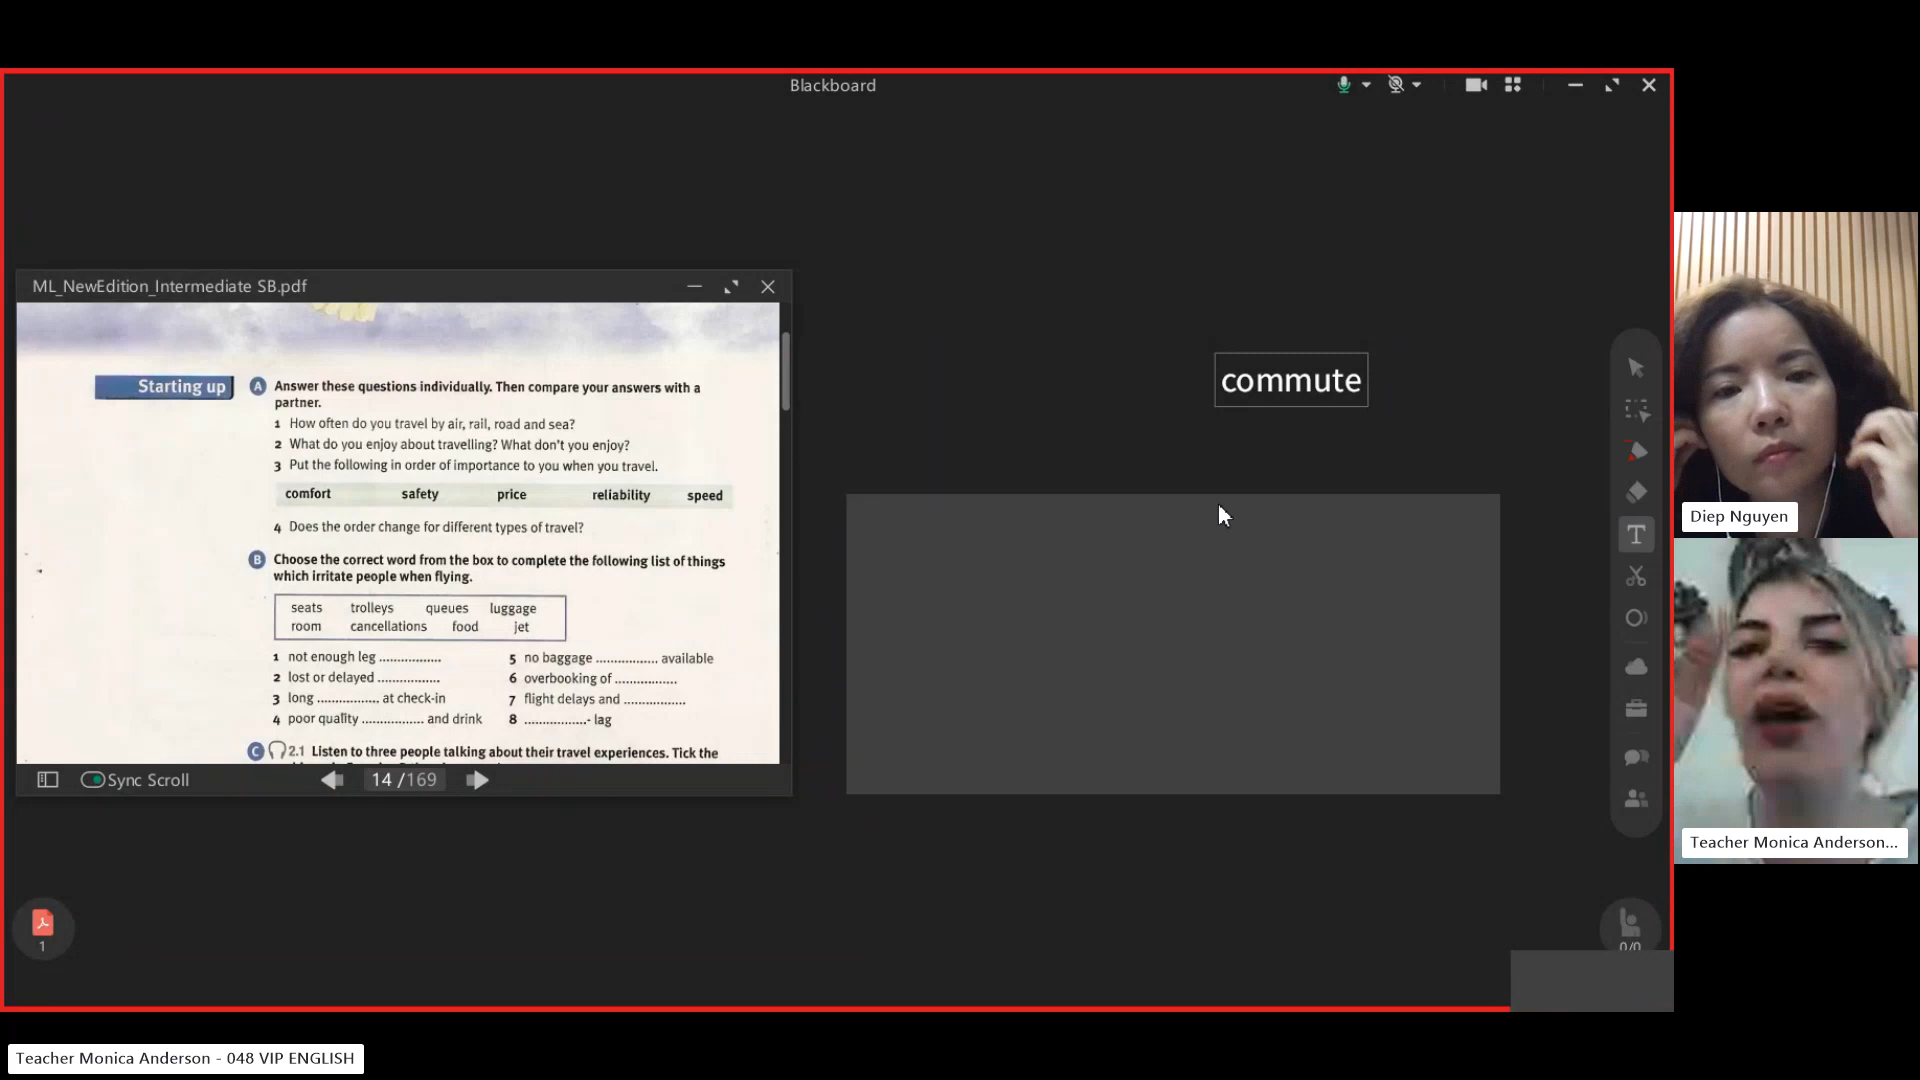 Blackboard
ML_NewEdition_Intermediate SB.pdf
Starting up
A Answer these questions individually. Then compare your answers with a
partner.
1 How often do you travel by air, rail, road and sea?
2 What do you enjoy about travelling? What don't you enjoy?
3 Put the following in order of importance to you when you travel.
comfort safety price reliability speed
4 Does the order change for different types of travel?
B Choose the correct word from the box to complete the following list of things
which irritate people when flying.
seats trolleys queues luggage
room cancellations food jet
1 not enough leg ................
2 lost or delayed ................
3 long ................ at check-in
4 poor quality ................ and drink
5 no baggage ................ available
6 overbooking of ................
7 flight delays and ................
8 ................- lag
C 2.1 Listen to three people talking about their travel experiences. Tick the
Sync Scroll
14 /169
commute
T
1
0/0
Diep Nguyen
Teacher Monica Anderson...
Teacher Monica Anderson - 048 VIP ENGLISH